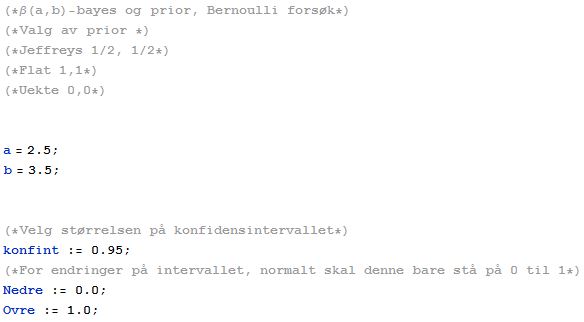 (*β(a,b)-bayes og prior, Bernoulli forsøk*)
(*Valg av prior *)
(*Jeffreys 1/2, 1/2*)
(*Flat 1,1*)
(*Uekte 0,0*)
a = 2.5;
b = 3.5;
(*Velg størrelsen på konfidensintervallet*)
konfint := 0.95;
(*For endringer på intervallet, normalt skal denne bare stå på 0 til 1*)
Nedre := 0.0;
Ovre := 1.0;